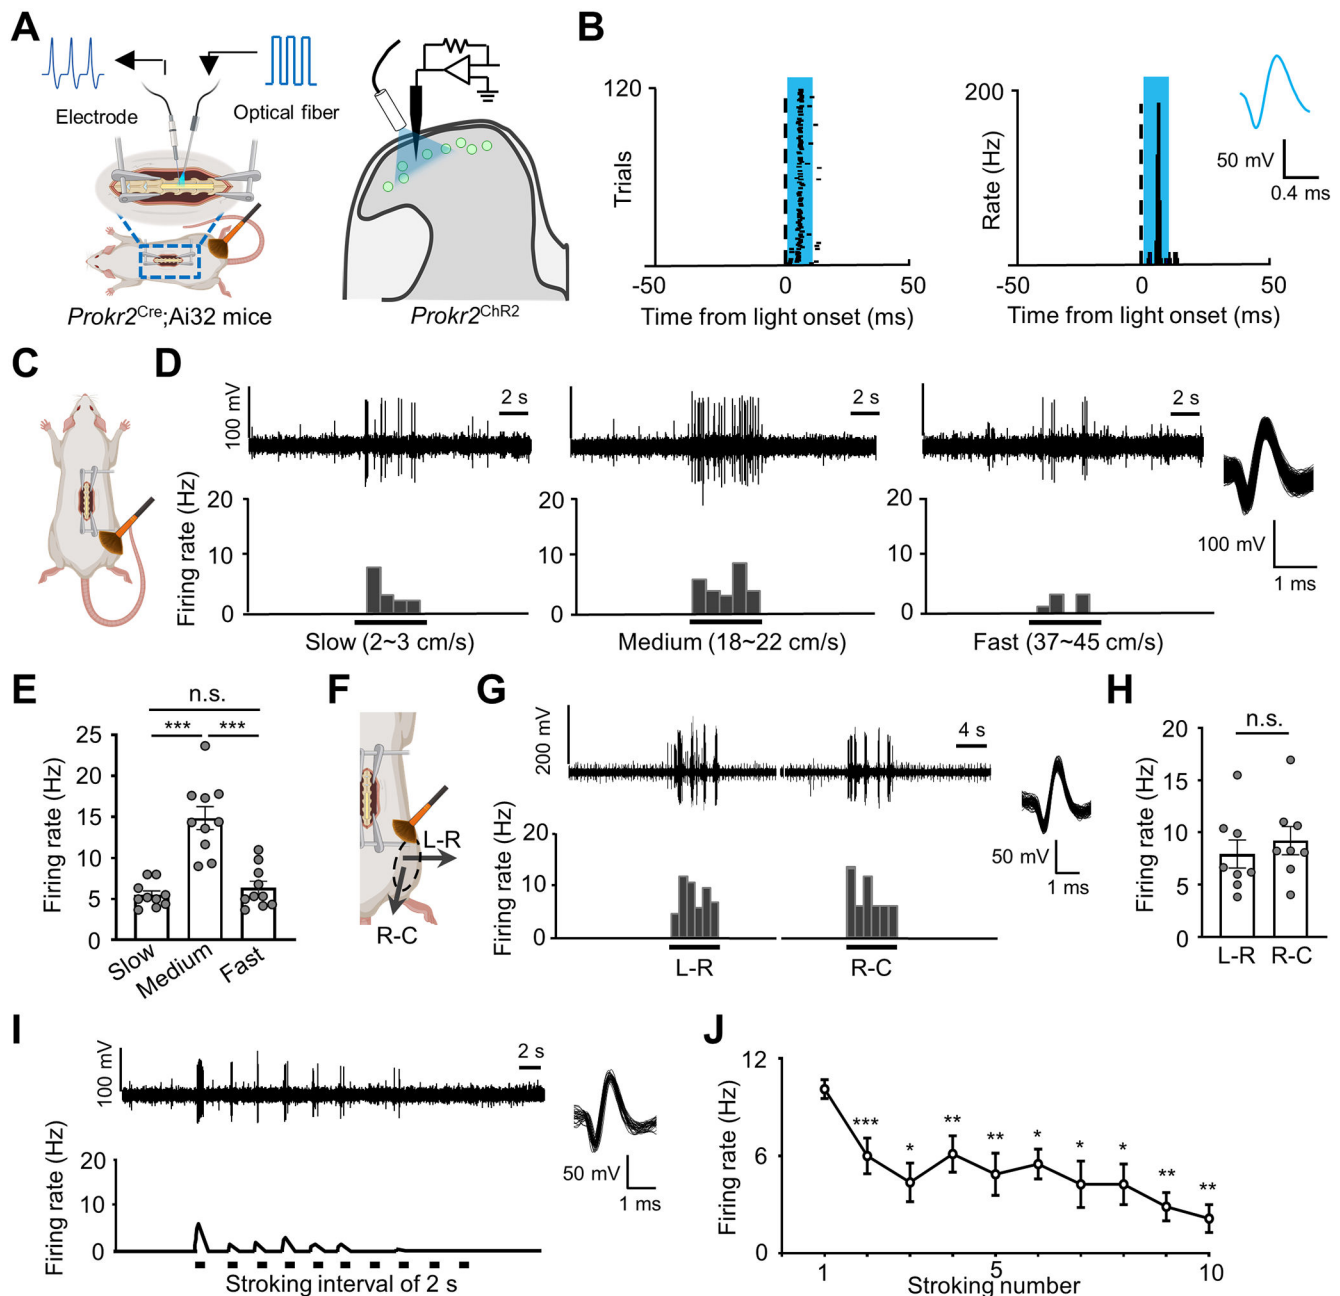 A
Electrode
Optical fiber
Prokr2Cre;Ai32 mice
Prokr2ChR2
B
120
Trials
-50
0
50
Time from light onset (ms)
200
Rate (Hz)
-50
0
50
Time from light onset (ms)
50 mV
0.4 ms
C
D
100 mV
2 s
2 s
2 s
Firing rate (Hz)
20
10
0
20
10
0
20
10
0
Slow (2~3 cm/s)
Medium (18~22 cm/s)
Fast (37~45 cm/s)
100 mV
1 ms
E
n.s.
***
***
Firing rate (Hz)
25
20
15
10
5
0
Slow
Medium
Fast
F
L-R
R-C
G
200 mV
4 s
Firing rate (Hz)
20
10
0
L-R
R-C
50 mV
1 ms
H
n.s.
Firing rate (Hz)
20
15
10
5
0
L-R
R-C
I
100 mV
2 s
Firing rate (Hz)
20
10
0
Stroking interval of 2 s
50 mV
1 ms
J
Firing rate (Hz)
12
6
0
***
*
**
**
*
*
*
**
**
1
5
10
Stroking number